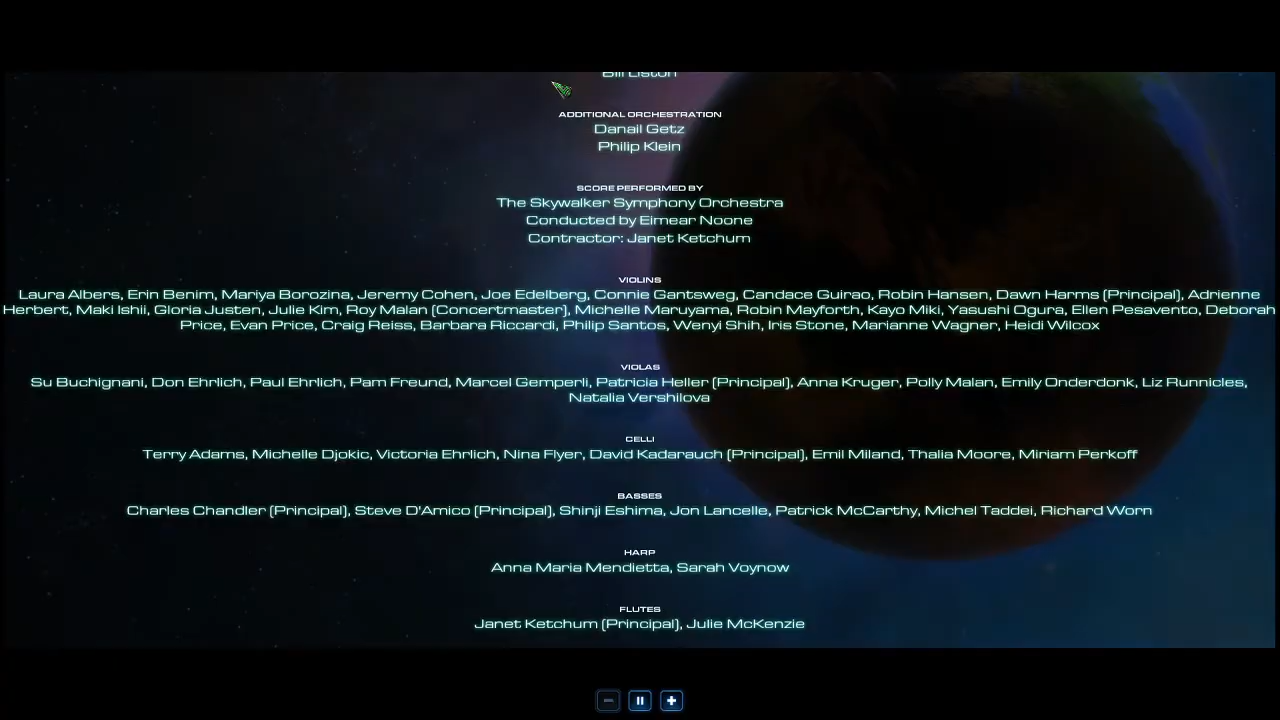 Bill Liston
ADDITIONAL ORCHESTRATION
Danail Getz
Philip Klein
SCORE PERFORMED BY
The Skywalker Symphony Orchestra
Conducted by Eimear Noone
Contractor: Janet Ketchum
VIOLINS
Laura Albers, Erin Benim, Mariya Borozina, Jeremy Cohen, Joe Edelberg, Connie Gantsweg, Candace Guirao, Robin Hansen, Dawn Harms (Principal), Adrienne
Herbert, Maki Ishii, Gloria Justen, Julie Kim, Roy Malan (Concertmaster), Michelle Maruyama, Robin Mayforth, Kayo Miki, Yasushi Ogura, Ellen Pesavento, Deborah
Price, Evan Price, Craig Reiss, Barbara Riccardi, Philip Santos, Wenyi Shih, Iris Stone, Marianne Wagner, Heidi Wilcox
VIOLAS
Su Buchignani, Don Ehrlich, Paul Ehrlich, Pam Freund, Marcel Gemperli, Patricia Heller (Principal), Anna Kruger, Polly Malan, Emily Onderdonk, Liz Runnicles,
Natalia Vershilova
CELLI
Terry Adams, Michelle Djokic, Victoria Ehrlich, Nina Flyer, David Kadarauch (Principal), Emil Miland, Thalia Moore, Miriam Perkoff
BASSES
Charles Chandler (Principal), Steve D'Amico (Principal), Shinji Eshima, Jon Lancelle, Patrick McCarthy, Michel Taddei, Richard Worn
HARP
Anna Maria Mendietta, Sarah Voynow
FLUTES
Janet Ketchum (Principal), Julie McKenzie